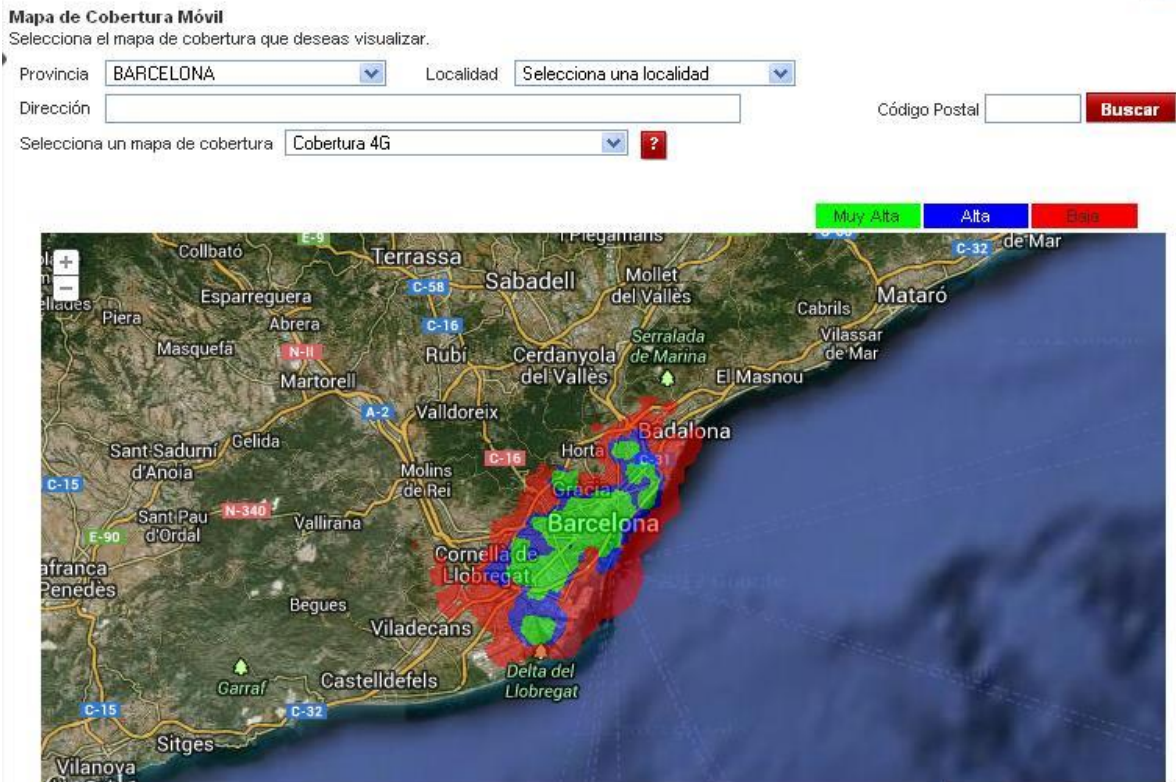 Mapa de Cobertura Móvil
Selecciona el mapa de cobertura que deseas visualizar.
Provincia BARCELONA Localidad Selecciona una localidad
Dirección Código Postal Buscar
Selecciona un mapa de cobertura Cobertura 4G ?
Muy Alta Alta Baja
+
−
E-9
Collbató
Terrassa
C-32
de Mar
C-58
Sabadell
Mollet
del Vallès
Esparreguera
Mataró
Piera
Abrera
C-16
Cabrils
Masquefa
N-II
Rubí
Cerdanyola
del Vallès
Serralada
de Marina
Vilassar
de Mar
Martorell
El Masnou
A-2
Valldoreix
Badalona
Sant Sadurní
d'Anoia
Gelida
C-16
Horta
C-31
C-15
Molins
de Rei
Gracia
N-340
Sant Pau
d'Ordal
Vallirana
Barcelona
E-90
Cornellà de
Llobregat
afranca
Penedès
Begues
Viladecans
Garraf
Castelldefels
Delta del
Llobregat
C-15
C-32
Sitges
Vilanova